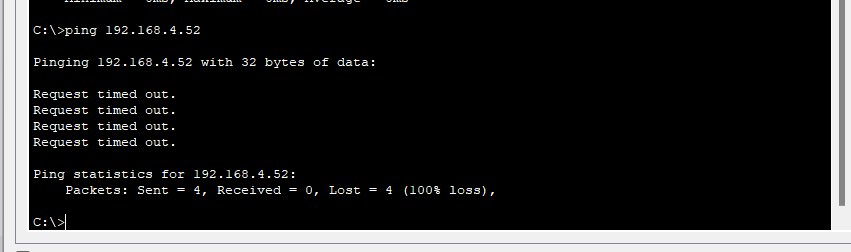 C:\>ping 192.168.4.52
Pinging 192.168.4.52 with 32 bytes of data:
Request timed out.
Request timed out.
Request timed out.
Request timed out.
Ping statistics for 192.168.4.52:
Packets: Sent = 4, Received = 0, Lost = 4 (100% loss),
C:\>